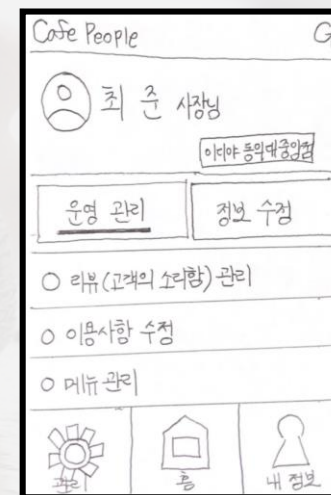 Cafe People
최 준 사장님
이디야 동의대중앙점
운영 관리
정보 수정
○ 리뷰(고객의 소리함) 관리
○ 이용사항 수정
○ 메뉴 관리
관리
홈
내 정보